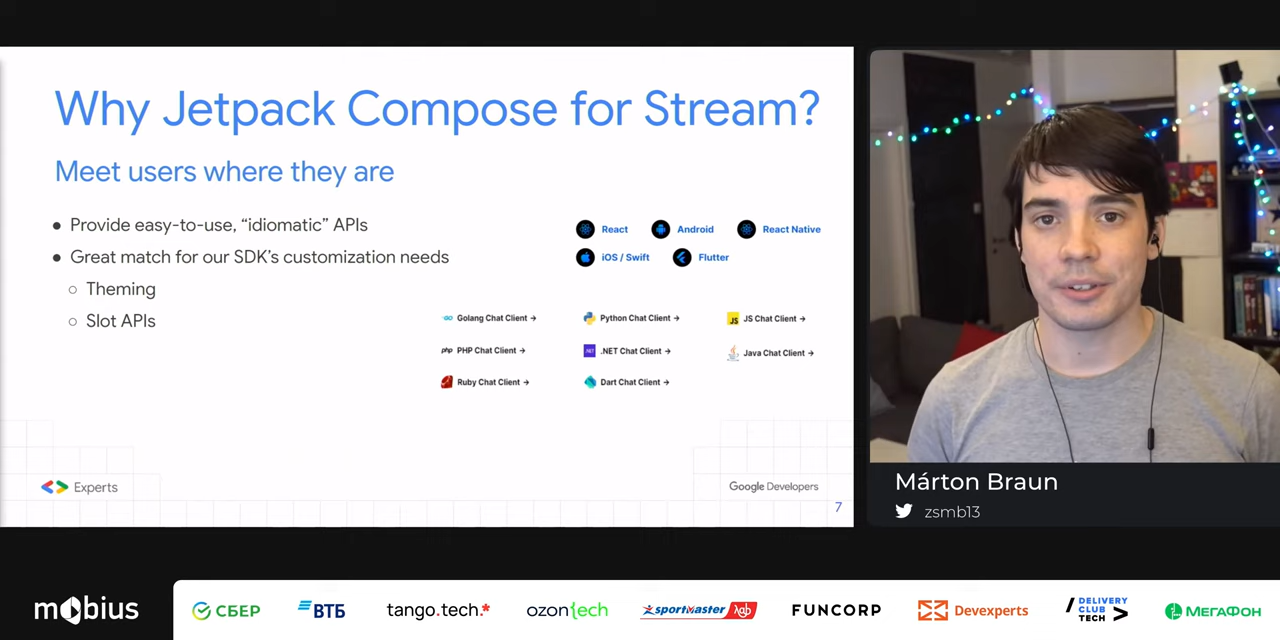 Why Jetpack Compose for Stream?
Meet users where they are
● Provide easy-to-use, “idiomatic” APIs
● Great match for our SDK’s customization needs
○ Theming
○ Slot APIs
React Android React Native
iOS / Swift Flutter
Golang Chat Client → Python Chat Client → JS JS Chat Client →
php PHP Chat Client → .NET .NET Chat Client → Java Chat Client →
Ruby Chat Client → Dart Chat Client →
Experts
Google Developers
7
Márton Braun
zsmb13
mobius
СБЕР ВТБ tango.tech.* ozon{tech sportmaster lab FUNCORP Devexperts / DELIVERY CLUB TECH > МЕГАФОН